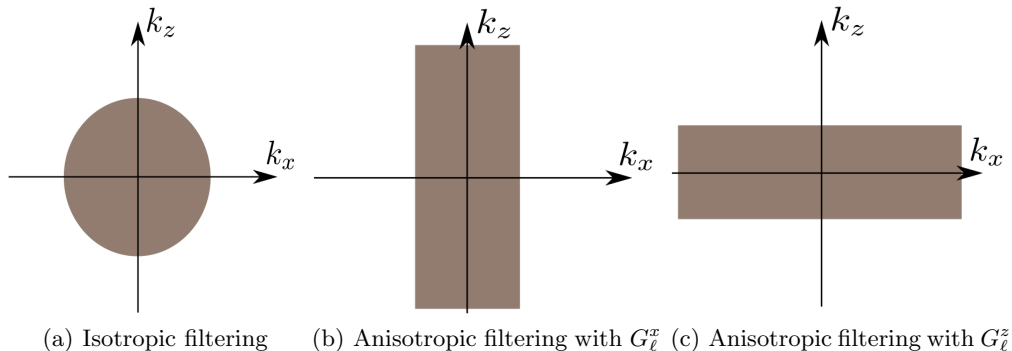 k_z
k_x
k_z
k_x
k_z
k_x
(a) Isotropic filtering
(b) Anisotropic filtering with G_ℓ^x
(c) Anisotropic filtering with G_ℓ^z